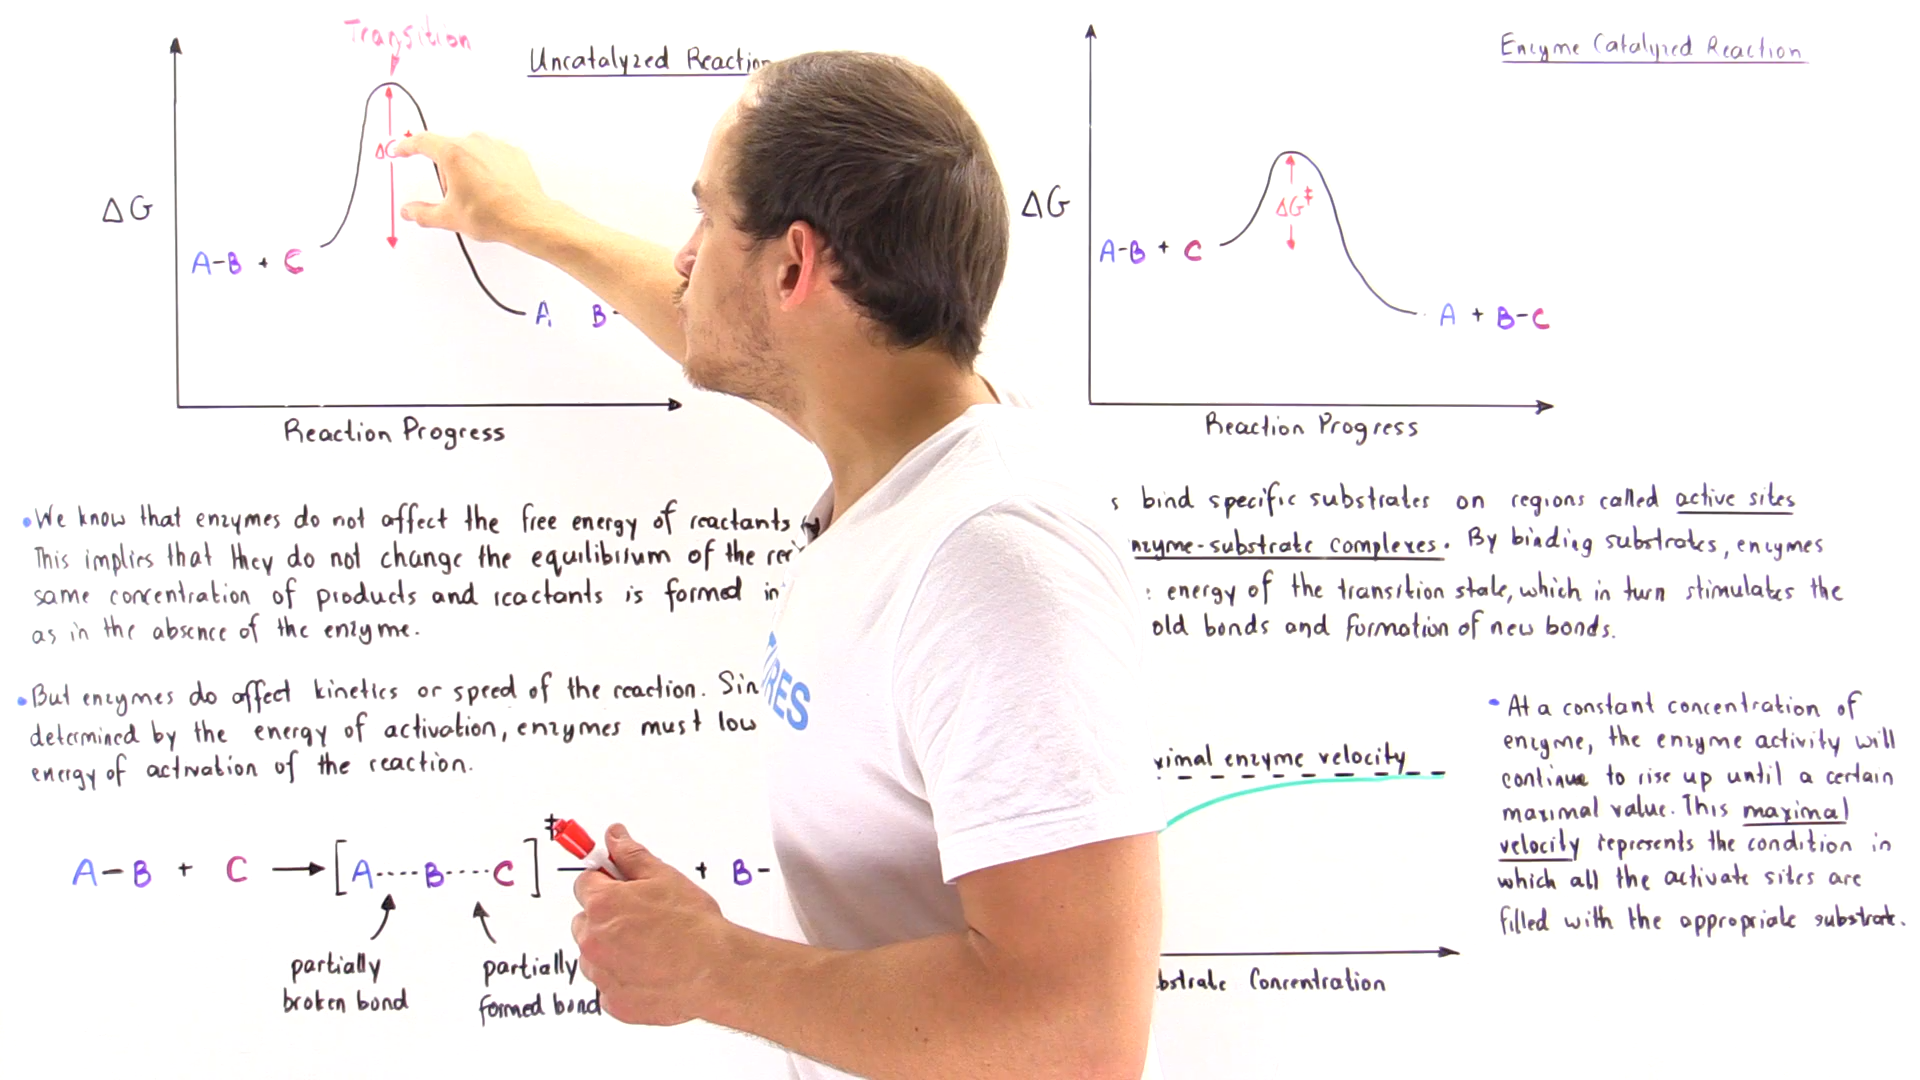 Transition
Uncatalyzed Reaction
ΔG‡
ΔG
A-B + C
A B
Reaction Progress
Enzyme Catalyzed Reaction
ΔG
ΔG‡
A-B + C
A + B-C
Reaction Progress
• We know that enzymes do not affect the free energy of reactants
This implies that they do not change the equilibrium of the
same concentration of products and reactants is formed in
as in the absence of the enzyme.
• But enzymes do affect kinetics or speed of the reaction. Sin
determined by the energy of activation, enzymes must low
energy of activation of the reaction.
A-B + C → [A····B····C]‡ + B-
partially
broken bond
partially
formed bond
s bind specific substrates on regions called active sites
nzyme-substrate complexes. By binding substrates, enzymes
energy of the transition state, which in turn stimulates the
old bonds and formation of new bonds.
ximal enzyme velocity
bstrate Concentration
• At a constant concentration of
enzyme, the enzyme activity will
continue to rise up until a certain
maximal value. This maximal
velocity represents the condition in
which all the activate sites are
filled with the appropriate substrate.
URES